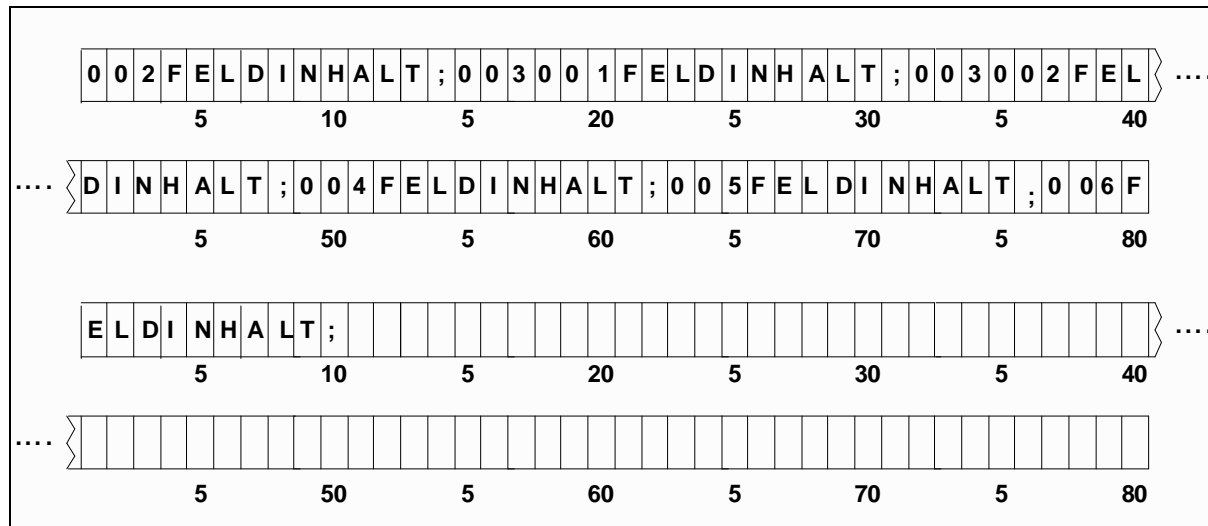 002FELDINHALT;003001FELDINHALT;003002FEL ....
5 10 5 20 5 30 5 40
.... DINHALT;004FELDINHALT;005FELDINHALT;006F
5 50 5 60 5 70 5 80
ELDINHALT; ....
5 10 5 20 5 30 5 40
....
5 50 5 60 5 70 5 80